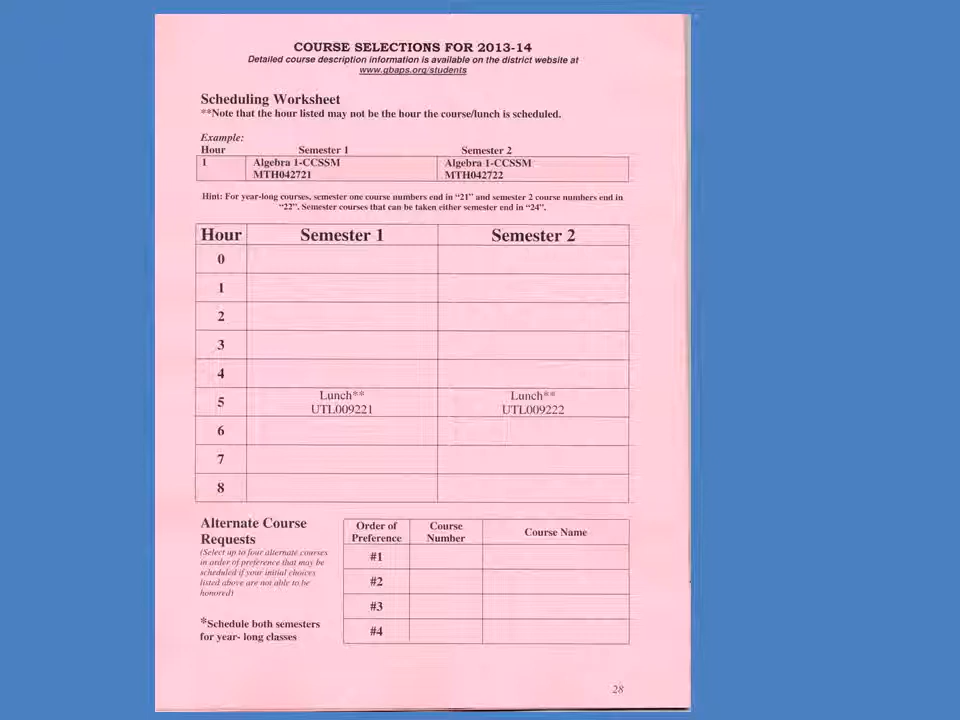 COURSE SELECTIONS FOR 2013-14
Detailed course description information is available on the district website at
www.gbaps.org/students
Scheduling Worksheet
**Note that the hour listed may not be the hour the course/lunch is scheduled.
Example:
Hour Semester 1 Semester 2
1 Algebra 1-CCSSM Algebra 1-CCSSM
MTH042721 MTH042722
Hint: For year-long courses, semester one course numbers end in “21” and semester 2 course numbers end in
“22”. Semester courses that can be taken either semester end in “24”.
Hour Semester 1 Semester 2
0
1
2
3
4
5 Lunch** Lunch**
UTL009221 UTL009222
6
7
8
Alternate Course
Requests
(Select up to four alternate courses
in order of preference that may be
scheduled if your initial choices
listed above are not able to be
honored)
*Schedule both semesters
for year- long classes
Order of Preference Course Number Course Name
#1
#2
#3
#4
28